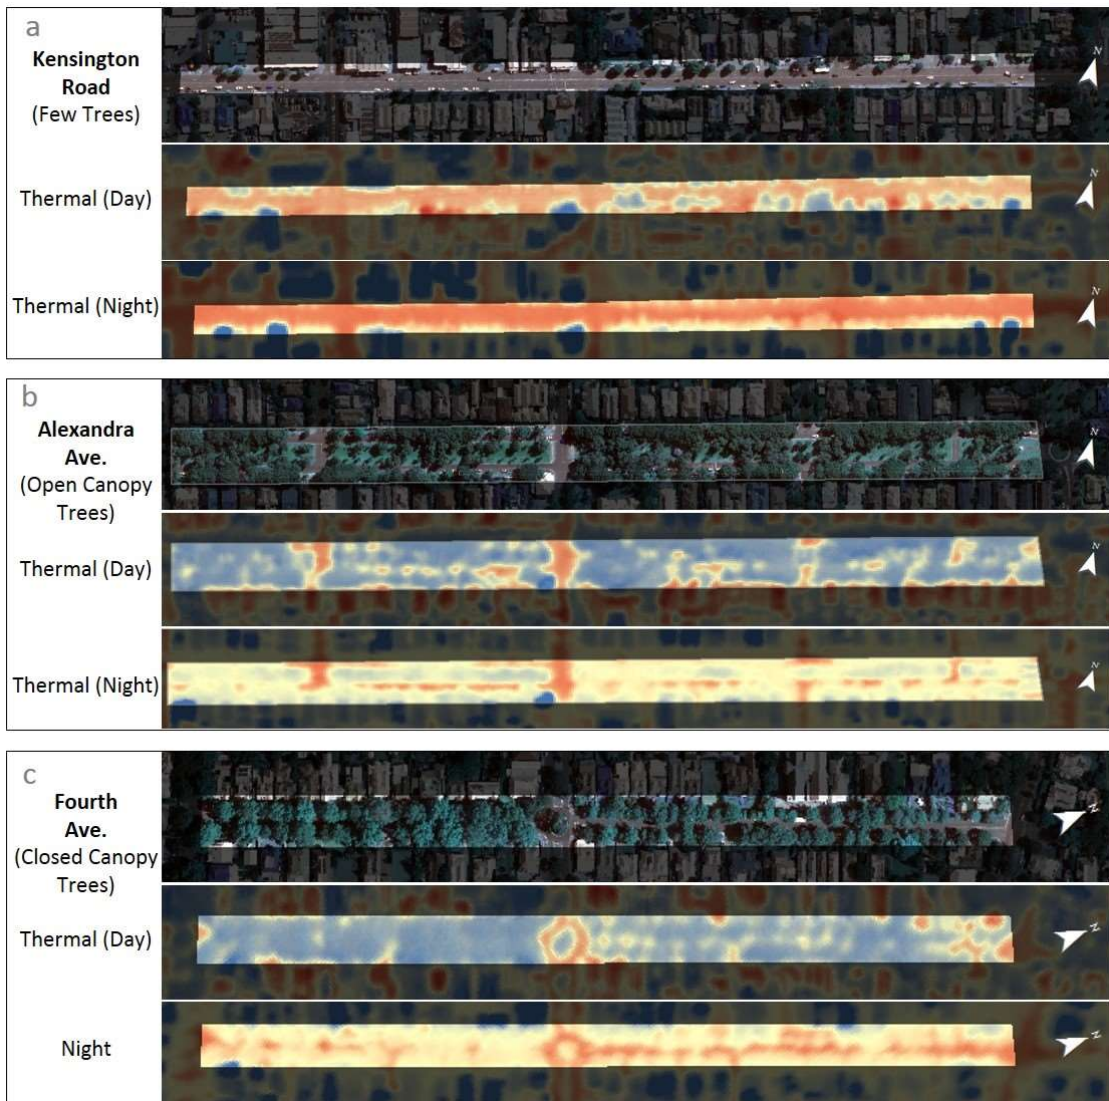 a
Kensington
Road
(Few Trees)
N
Thermal (Day)
N
Thermal (Night)
N
b
Alexandra
Ave.
(Open Canopy
Trees)
N
Thermal (Day)
N
Thermal (Night)
N
c
Fourth
Ave.
(Closed Canopy
Trees)
N
Thermal (Day)
N
Night
N